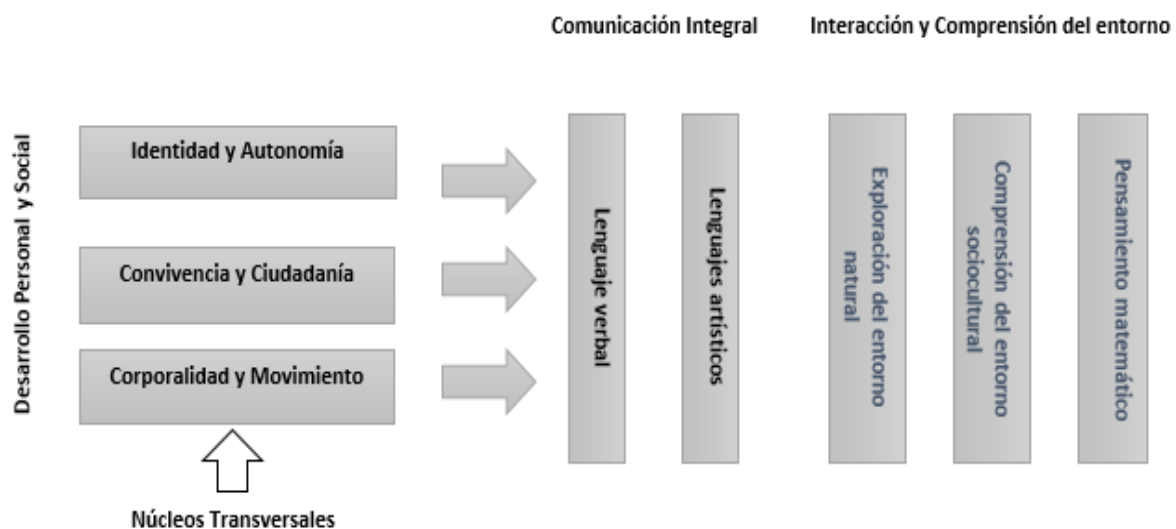 Comunicación Integral
Interacción y Comprensión del entorno
Desarrollo Personal y Social
Identidad y Autonomía
Convivencia y Ciudadanía
Corporalidad y Movimiento
Núcleos Transversales
Lenguaje verbal
Lenguajes artísticos
Exploración del entorno
natural
Comprensión del entorno
sociocultural
Pensamiento matemático